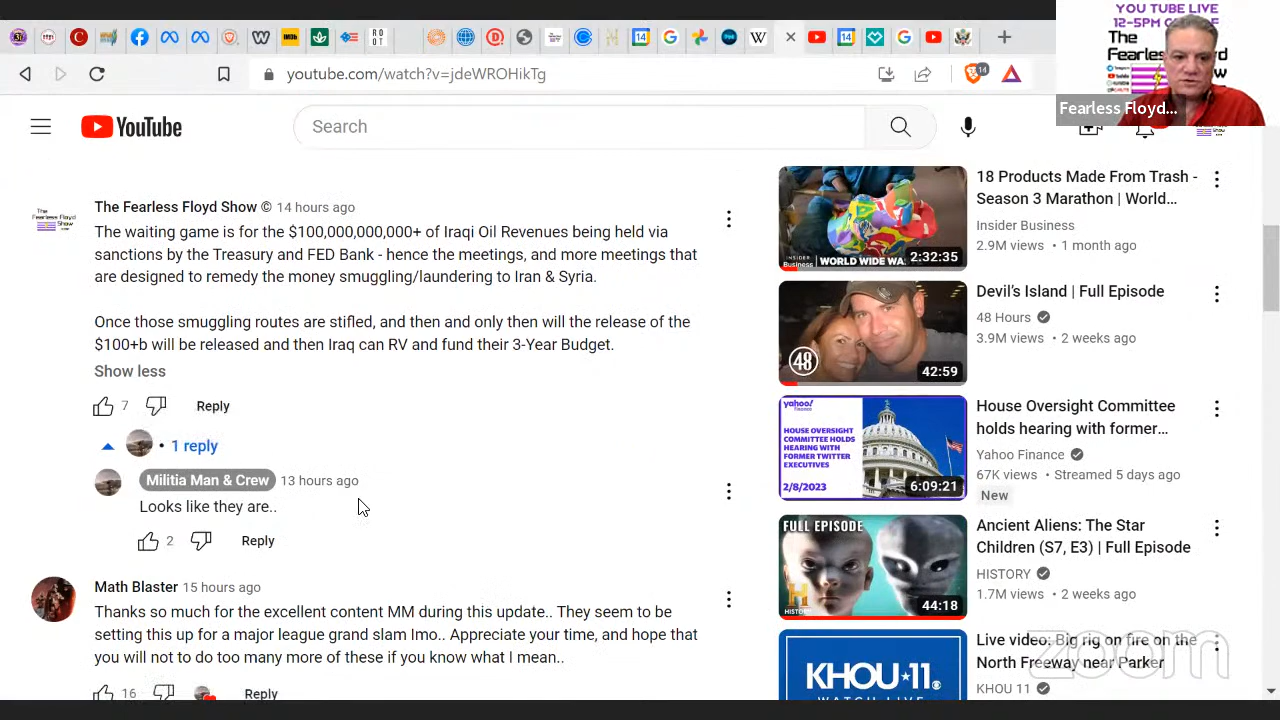 YOU TUBE LIVE
The
Fearless Floyd...
youtube.com/watch?v=jdeWROHikTg
14
YouTube
Search
The Fearless Floyd Show © 14 hours ago
The waiting game is for the $100,000,000,000+ of Iraqi Oil Revenues being held via
sanctions by the Treasury and FED Bank - hence the meetings, and more meetings that
are designed to remedy the money smuggling/laundering to Iran & Syria.
Once those smuggling routes are stifled, and then and only then will the release of the
$100+b will be released and then Iraq can RV and fund their 3-Year Budget.
Show less
7 Reply
• 1 reply
Militia Man & Crew 13 hours ago
Looks like they are..
2 Reply
Math Blaster 15 hours ago
Thanks so much for the excellent content MM during this update.. They seem to be
setting this up for a major league grand slam Imo.. Appreciate your time, and hope that
you will not to do too many more of these if you know what I mean..
16 Reply
WORLD WIDE WA
2:32:35
18 Products Made From Trash -
Season 3 Marathon | World...
Insider Business
2.9M views • 1 month ago
48
42:59
Devil's Island | Full Episode
48 Hours
3.9M views • 2 weeks ago
yahoo!
finance
HOUSE OVERSIGHT
COMMITTEE HOLDS
HEARING WITH
FORMER TWITTER
EXECUTIVES
2/8/2023
6:09:21
House Oversight Committee
holds hearing with former...
Yahoo Finance
67K views • Streamed 5 days ago
New
FULL EPISODE
H
HISTORY
44:18
Ancient Aliens: The Star
Children (S7, E3) | Full Episode
HISTORY
1.7M views • 2 weeks ago
KHOU★11
Live video: Big rig on fire on the
North Freeway near Parker
KHOU 11
zoom